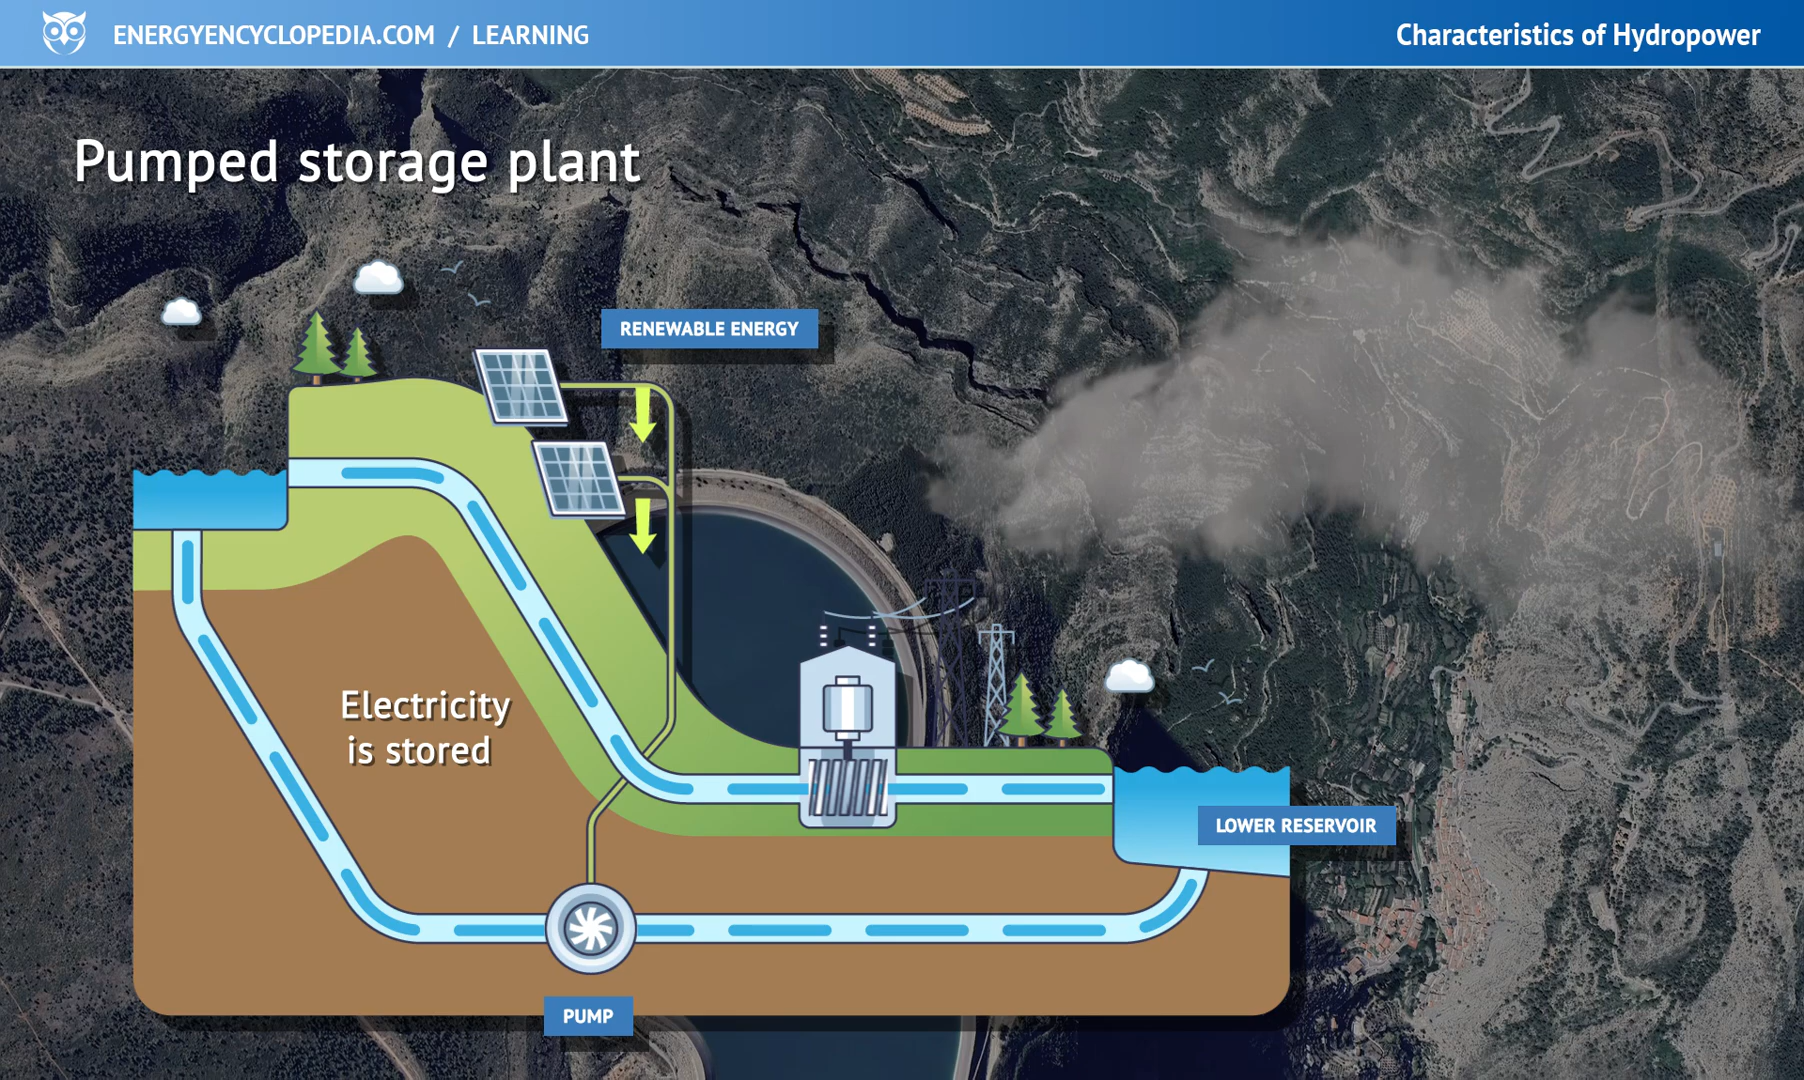 ENERGYENCYCLOPEDIA.COM / LEARNING
Characteristics of Hydropower
Pumped storage plant
RENEWABLE ENERGY
Electricity
is stored
LOWER RESERVOIR
PUMP